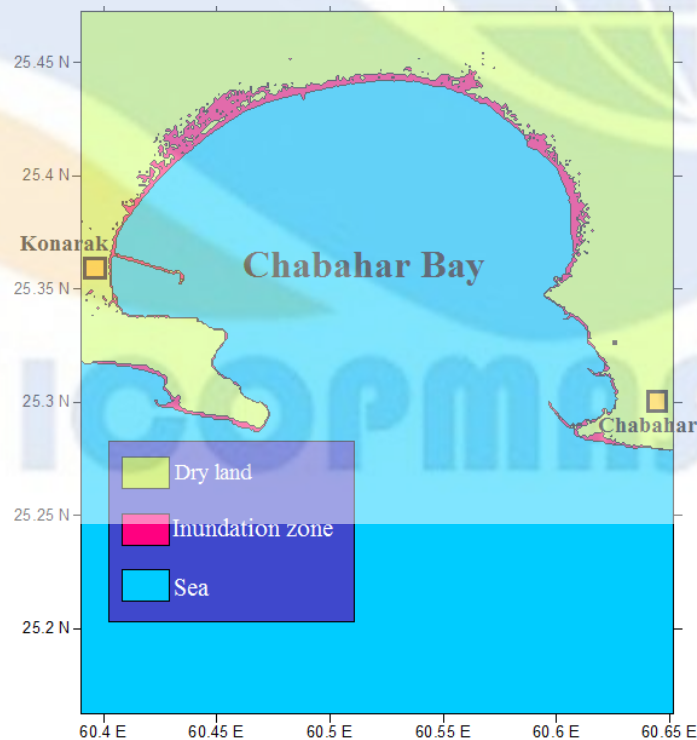 25.45 N
25.4 N
Konarak
Chabahar Bay
25.35 N
25.3 N
Chabahar
ICOPMAS
Dry land
25.25 N
Inundation zone
Sea
25.2 N
60.4 E 60.45 E 60.5 E 60.55 E 60.6 E 60.65 E